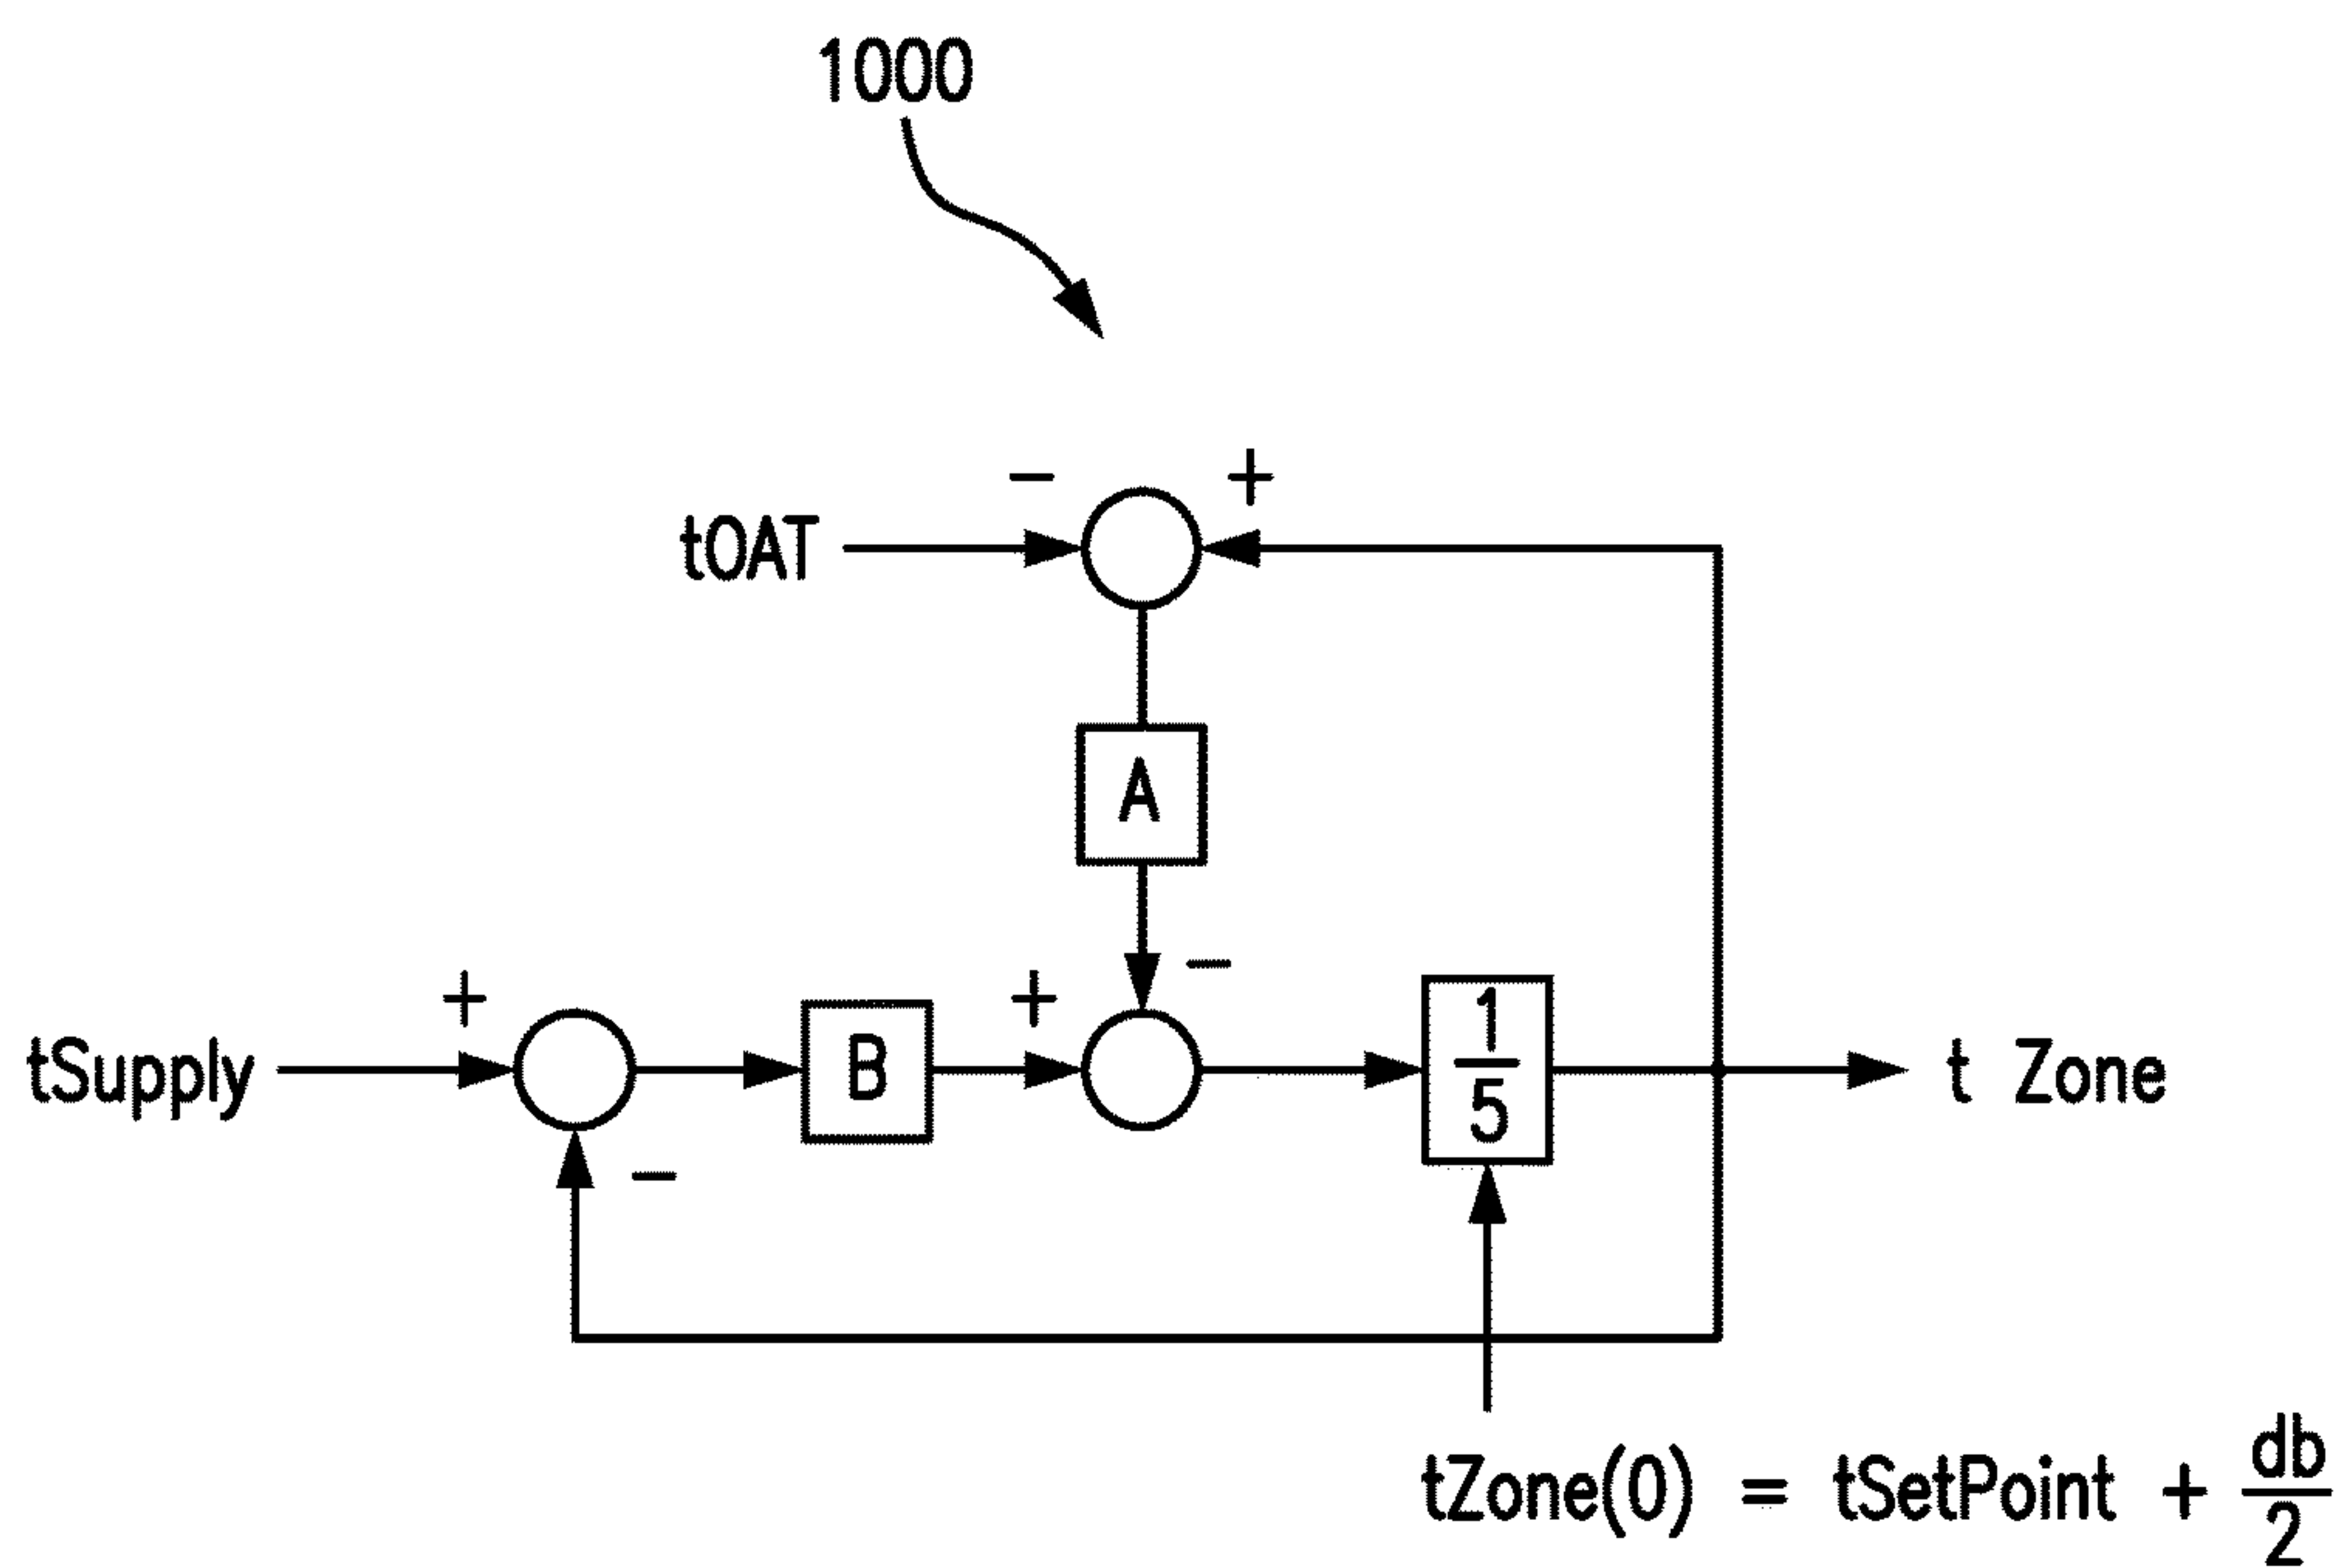 1000
− +
tOAT
A
−
+ +
tSupply B 1/5 t Zone
−
tZone(0) = tSetPoint + db/2